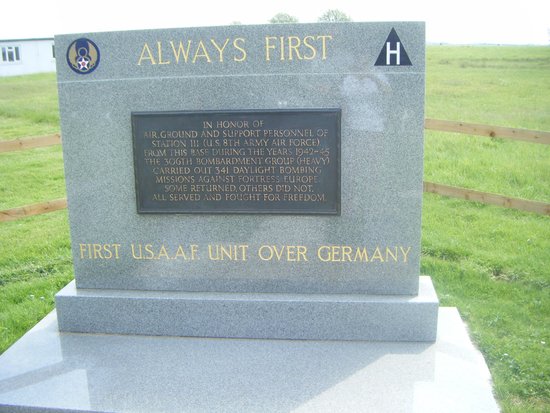 ALWAYS FIRST
H
IN HONOR OF
AIR, GROUND AND SUPPORT PERSONNEL OF
STATION 111 (U.S. 8TH ARMY AIR FORCE)
FROM THIS BASE DURING THE YEARS 1942-45
THE 306TH BOMBARDMENT GROUP (HEAVY)
CARRIED OUT 341 DAYLIGHT BOMBING
MISSIONS AGAINST FORTRESS EUROPE.
SOME RETURNED, OTHERS DID NOT,
ALL SERVED AND FOUGHT FOR FREEDOM.
FIRST U.S.A.A.F. UNIT OVER GERMANY